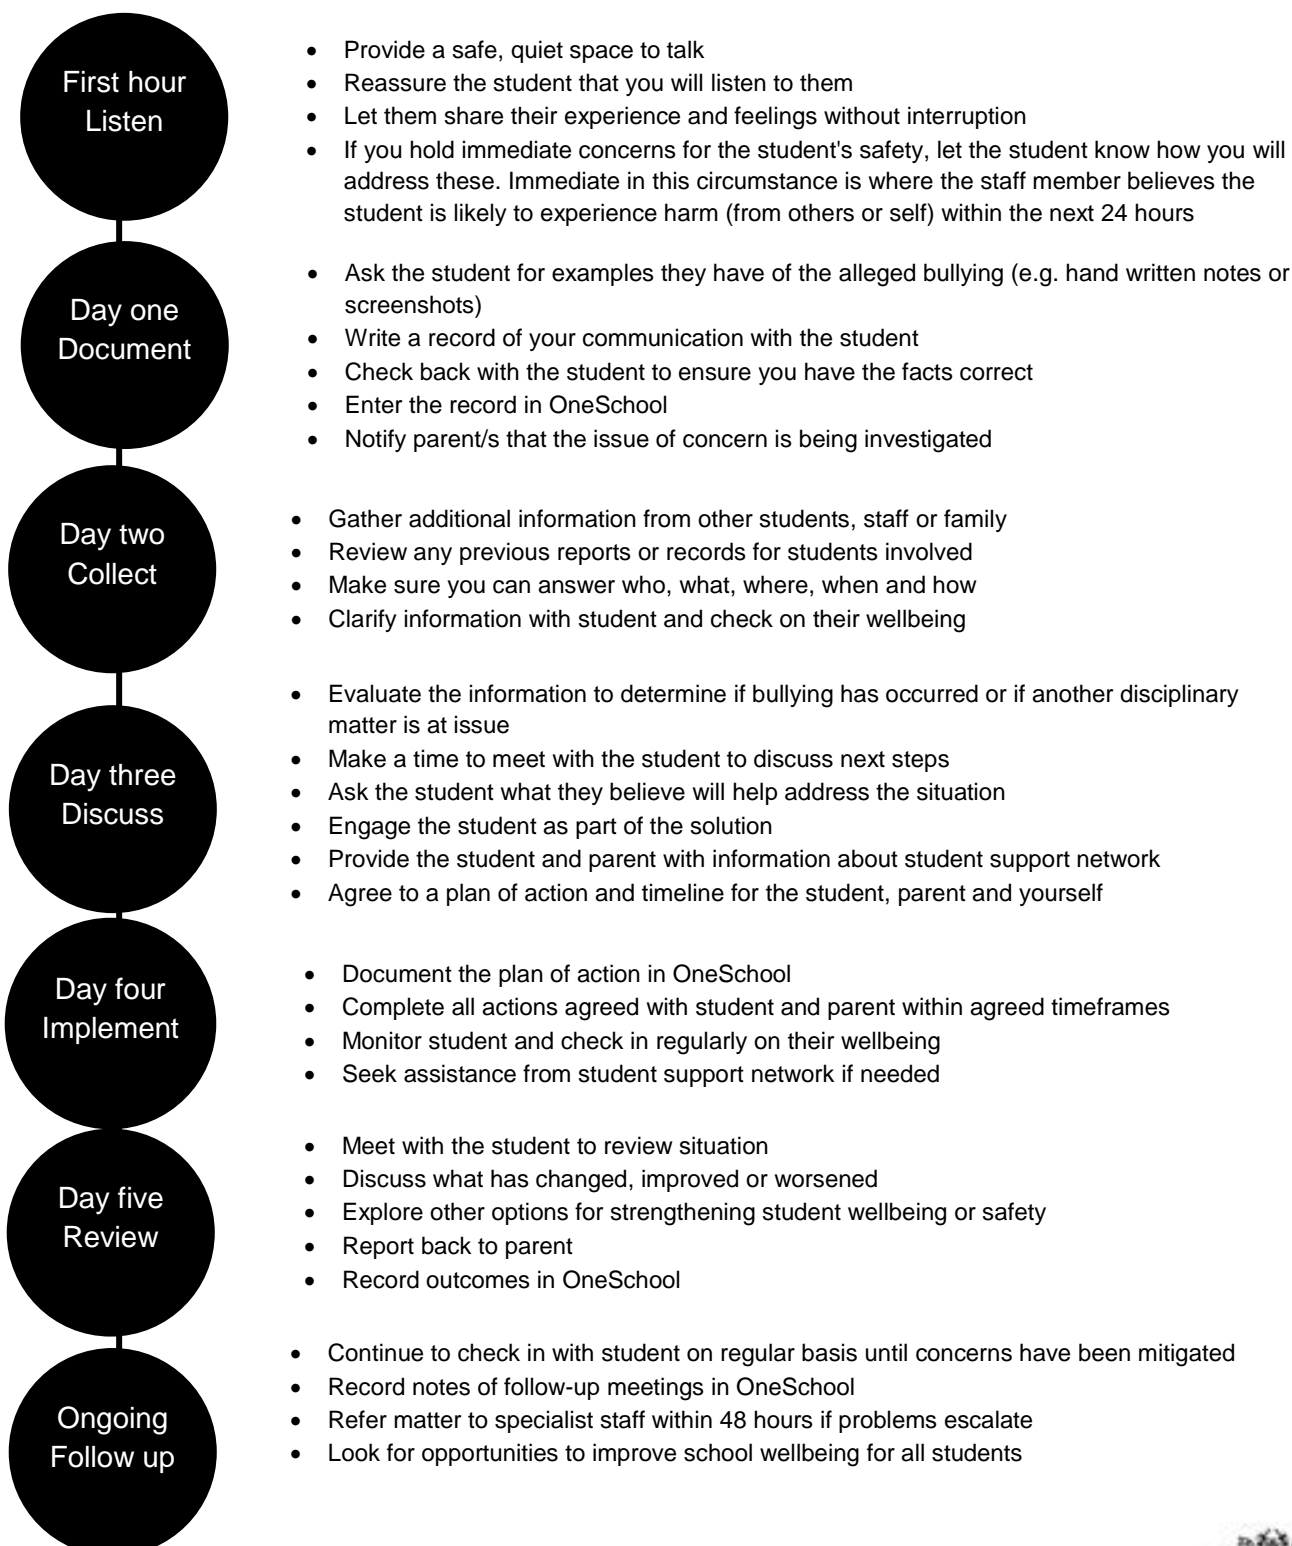 First hour
Listen
• Provide a safe, quiet space to talk
• Reassure the student that you will listen to them
• Let them share their experience and feelings without interruption
• If you hold immediate concerns for the student's safety, let the student know how you will
address these. Immediate in this circumstance is where the staff member believes the
student is likely to experience harm (from others or self) within the next 24 hours
Day one
Document
• Ask the student for examples they have of the alleged bullying (e.g. hand written notes or
screenshots)
• Write a record of your communication with the student
• Check back with the student to ensure you have the facts correct
• Enter the record in OneSchool
• Notify parent/s that the issue of concern is being investigated
Day two
Collect
• Gather additional information from other students, staff or family
• Review any previous reports or records for students involved
• Make sure you can answer who, what, where, when and how
• Clarify information with student and check on their wellbeing
Day three
Discuss
• Evaluate the information to determine if bullying has occurred or if another disciplinary
matter is at issue
• Make a time to meet with the student to discuss next steps
• Ask the student what they believe will help address the situation
• Engage the student as part of the solution
• Provide the student and parent with information about student support network
• Agree to a plan of action and timeline for the student, parent and yourself
Day four
Implement
• Document the plan of action in OneSchool
• Complete all actions agreed with student and parent within agreed timeframes
• Monitor student and check in regularly on their wellbeing
• Seek assistance from student support network if needed
Day five
Review
• Meet with the student to review situation
• Discuss what has changed, improved or worsened
• Explore other options for strengthening student wellbeing or safety
• Report back to parent
• Record outcomes in OneSchool
Ongoing
Follow up
• Continue to check in with student on regular basis until concerns have been mitigated
• Record notes of follow-up meetings in OneSchool
• Refer matter to specialist staff within 48 hours if problems escalate
• Look for opportunities to improve school wellbeing for all students